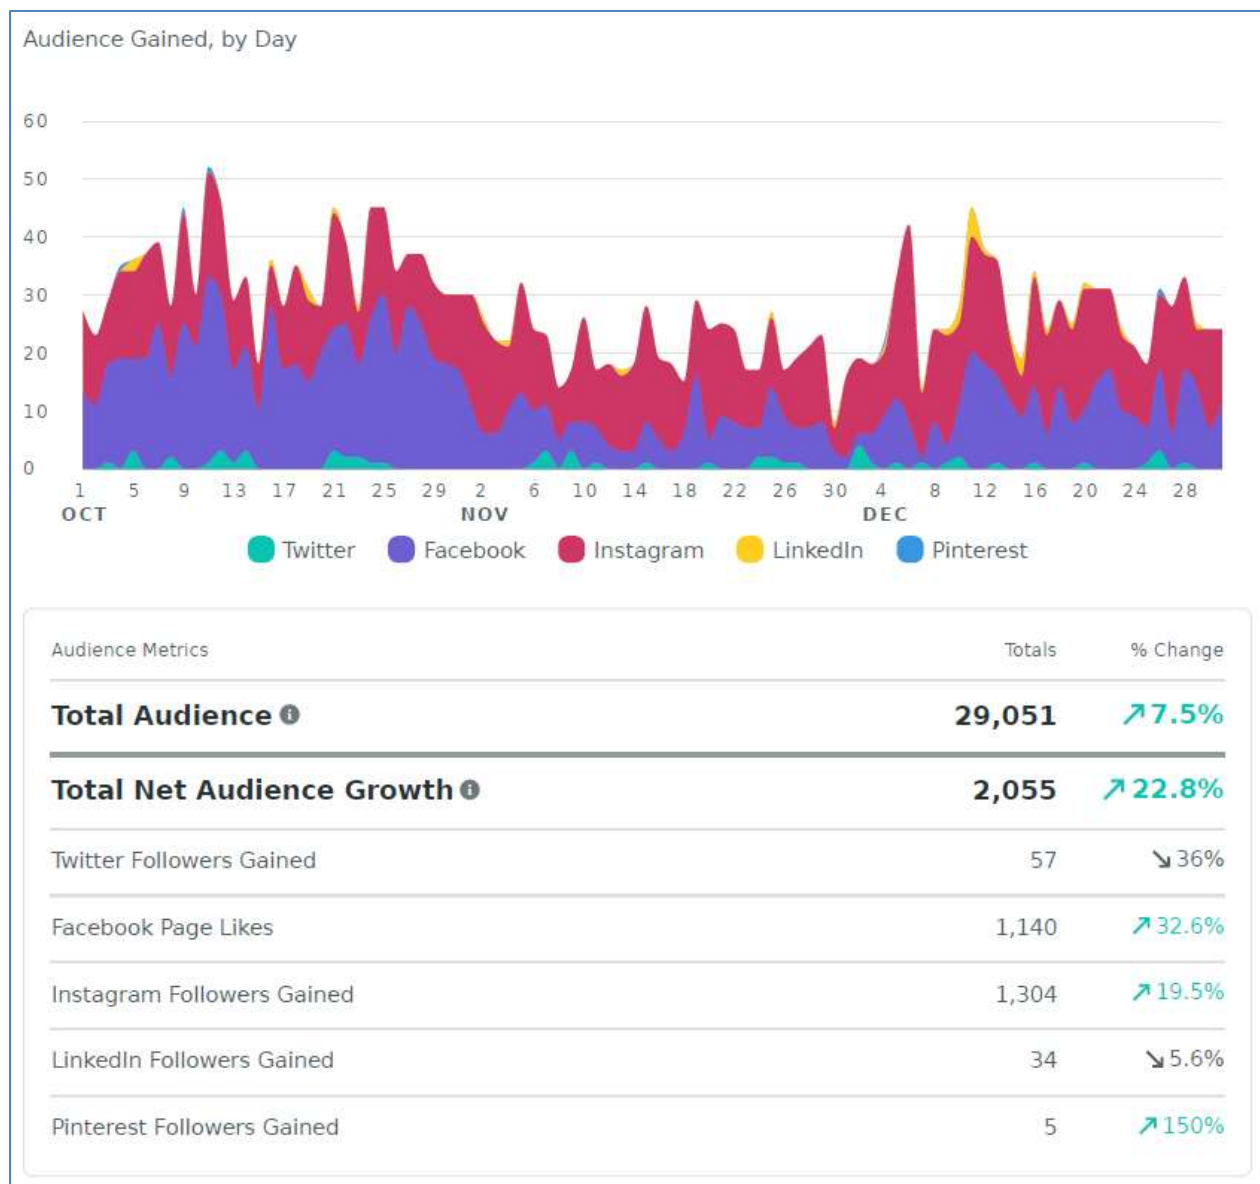 Audience Gained, by Day
60
50
40
30
20
10
0
1 5 9 13 17 21 25 29 2 6 10 14 18 22 26 30 4 8 12 16 20 24 28
OCT NOV DEC
Twitter Facebook Instagram LinkedIn Pinterest
Audience Metrics Totals % Change
Total Audience 29,051 ↗7.5%
Total Net Audience Growth 2,055 ↗22.8%
Twitter Followers Gained 57 ↘36%
Facebook Page Likes 1,140 ↗32.6%
Instagram Followers Gained 1,304 ↗19.5%
LinkedIn Followers Gained 34 ↘5.6%
Pinterest Followers Gained 5 ↗150%